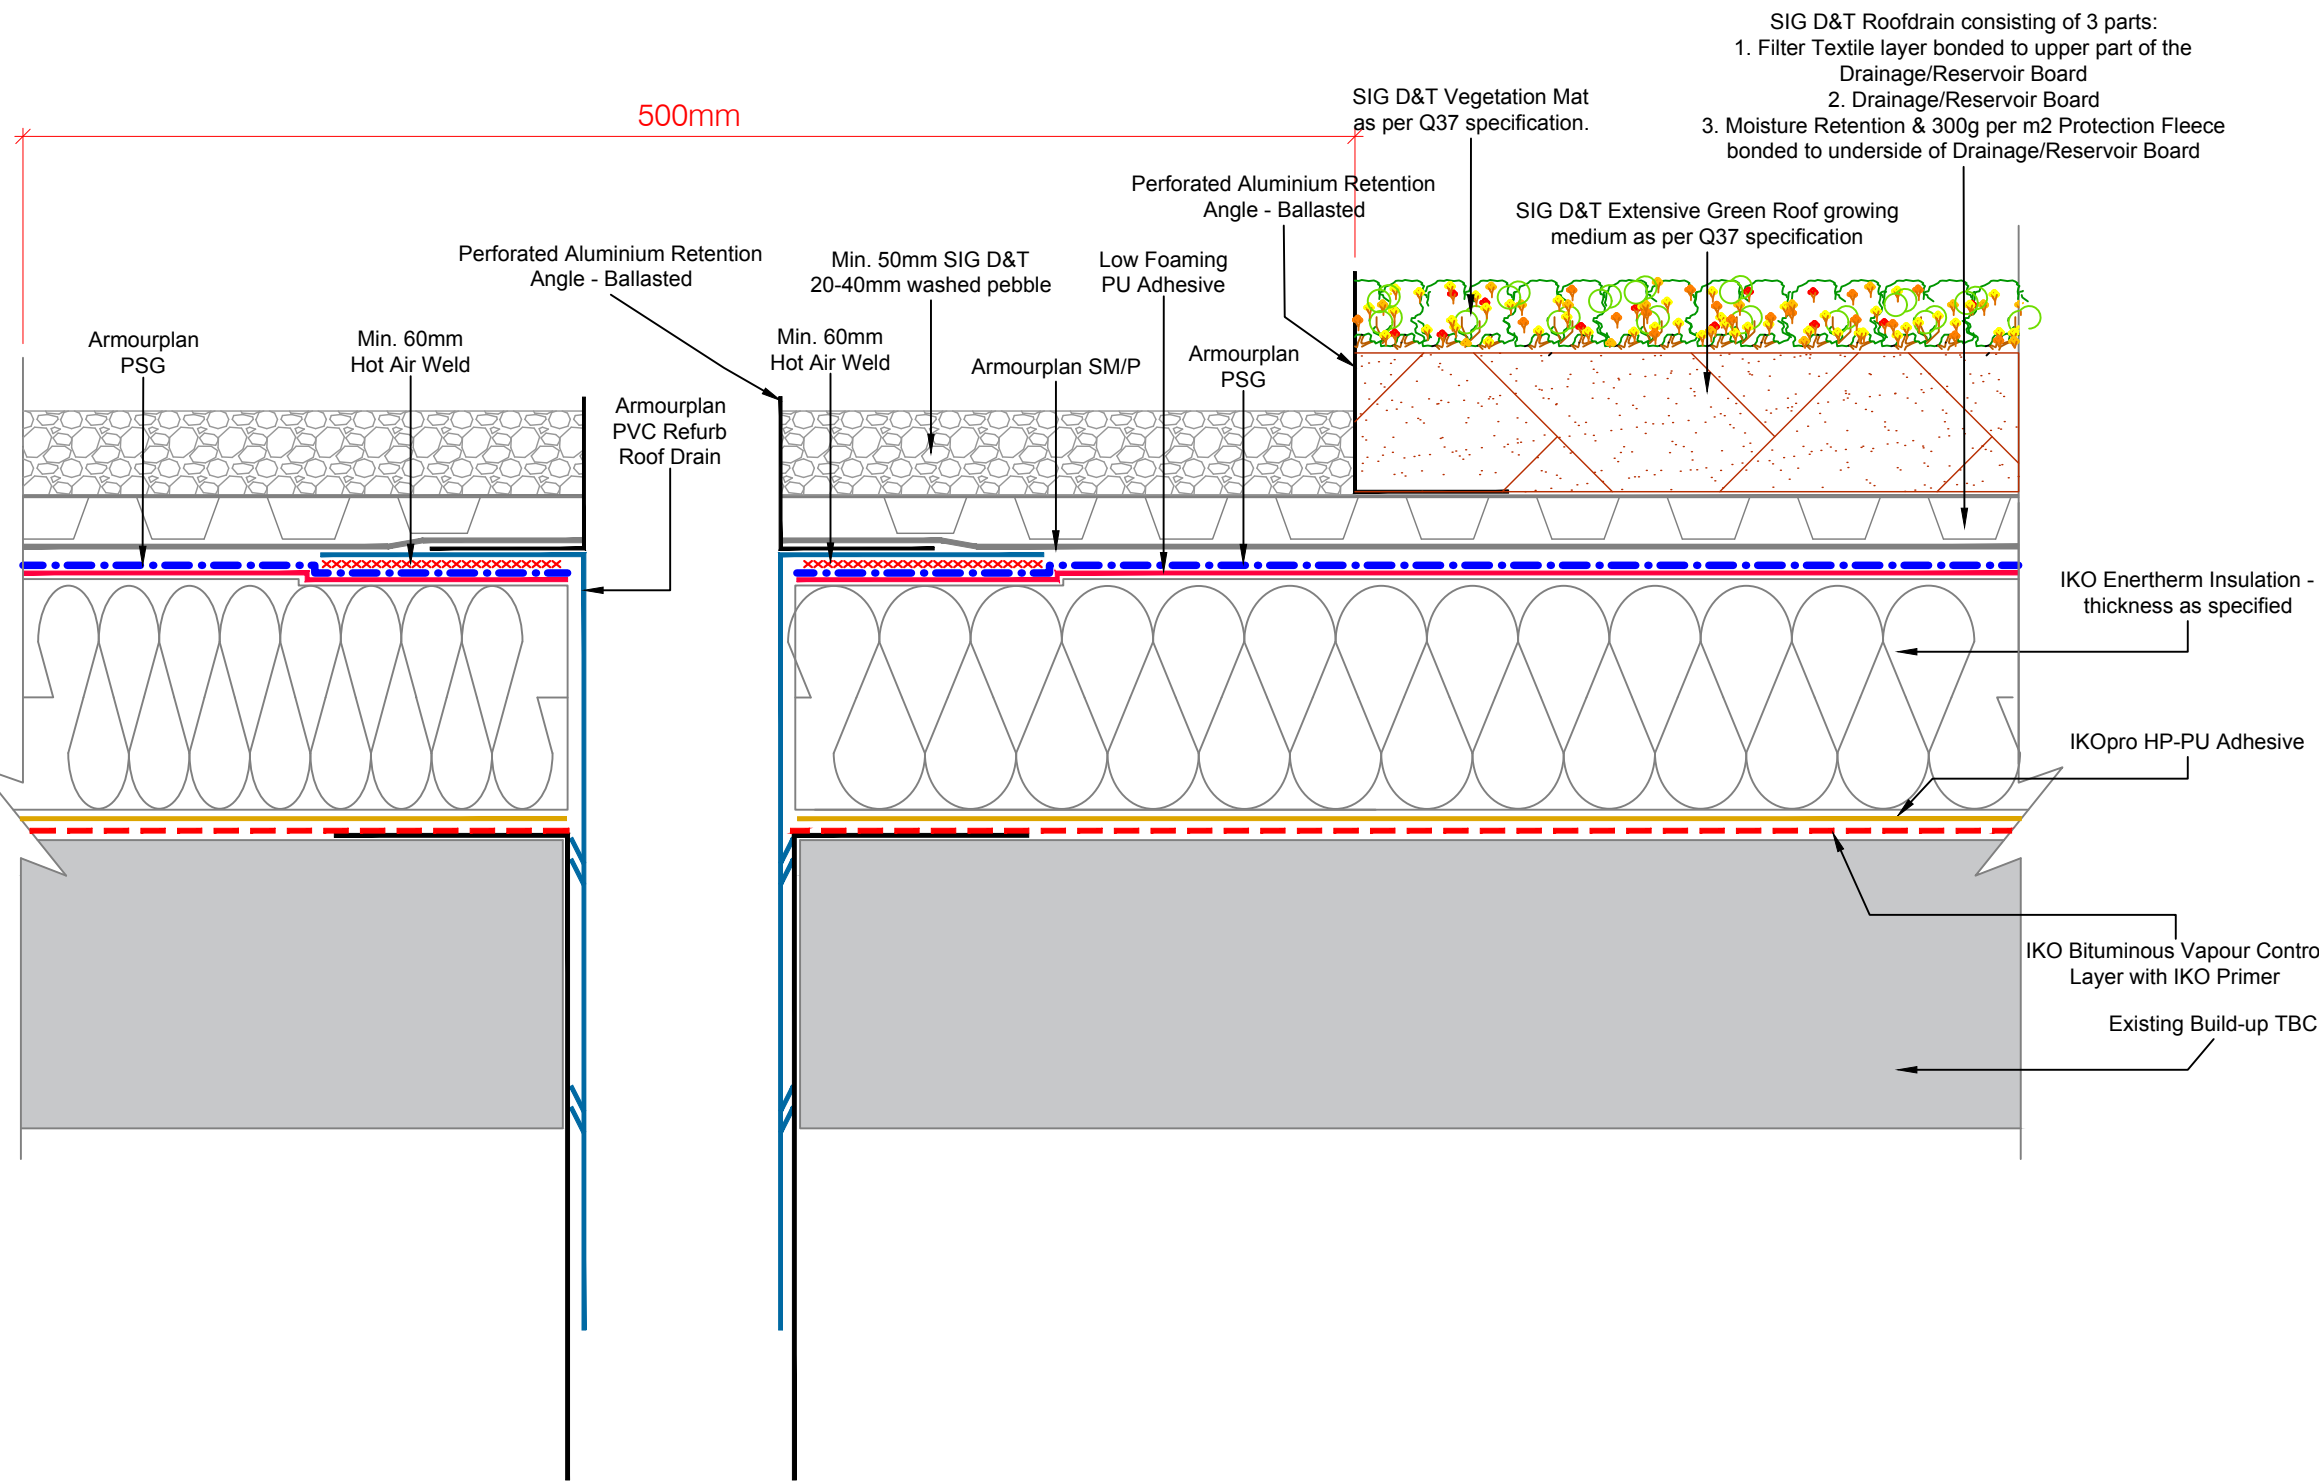 SIG D&T Roofdrain consisting of 3 parts:
1. Filter Textile layer bonded to upper part of the
Drainage/Reservoir Board
2. Drainage/Reservoir Board
3. Moisture Retention & 300g per m2 Protection Fleece
bonded to underside of Drainage/Reservoir Board
500mm
SIG D&T Vegetation Mat
as per Q37 specification.
Perforated Aluminium Retention
Angle - Ballasted
SIG D&T Extensive Green Roof growing
medium as per Q37 specification
Perforated Aluminium Retention
Angle - Ballasted
Min. 50mm SIG D&T
20-40mm washed pebble
Low Foaming
PU Adhesive
Armourplan
PSG
Min. 60mm
Hot Air Weld
Min. 60mm
Hot Air Weld
Armourplan SM/P
Armourplan
PSG
Armourplan
PVC Refurb
Roof Drain
IKO Enertherm Insulation -
thickness as specified
IKOpro HP-PU Adhesive
IKO Bituminous Vapour Contro
Layer with IKO Primer
Existing Build-up TBC